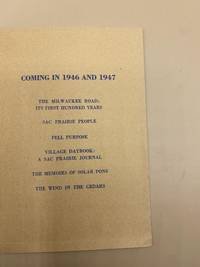 COMING IN 1946 AND 1947
THE MILWAUKEE ROAD:
ITS FIRST HUNDRED YEARS
SAC PRAIRIE PEOPLE
FELL PURPOSE
VILLAGE DAYBOOK:
A SAC PRAIRIE JOURNAL
THE MEMOIRS OF SOLAR PONS
THE WIND IN THE CEDARS